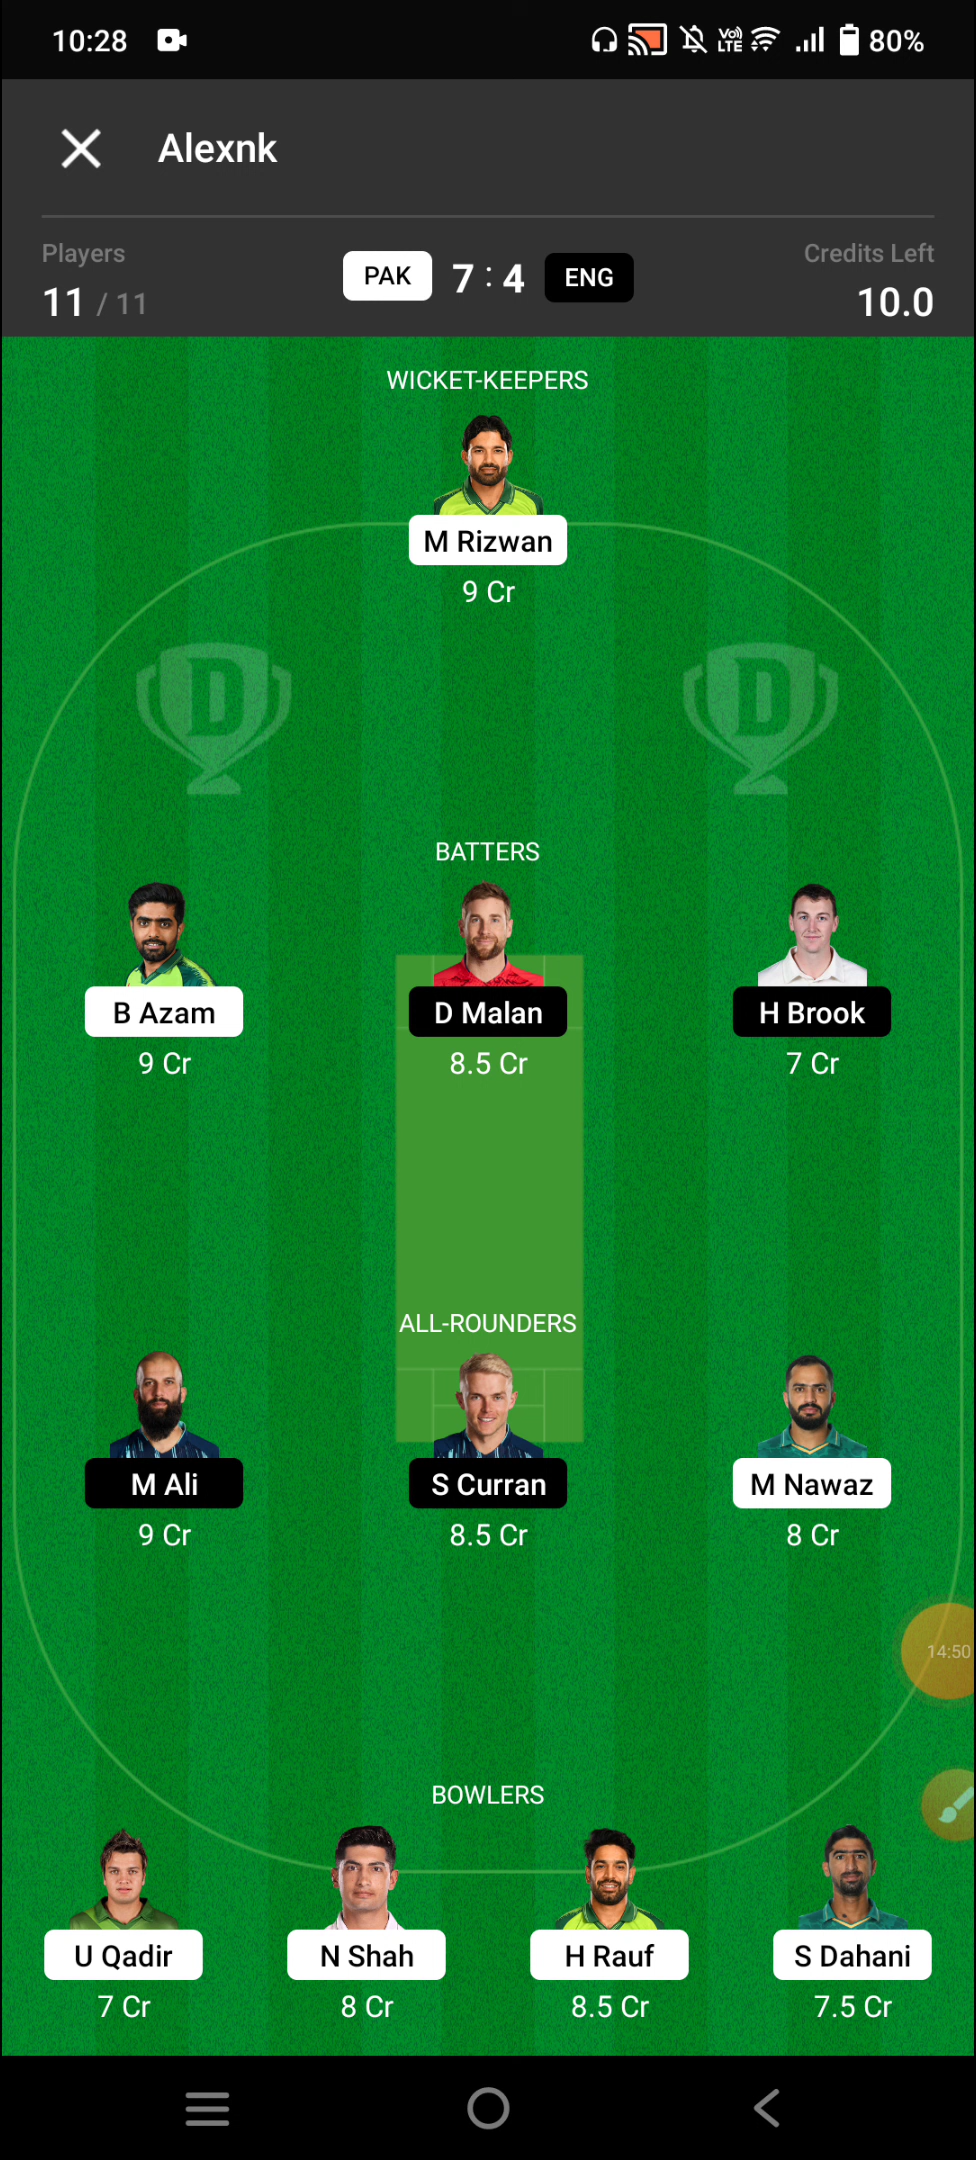 10:28 Vo) LTE 80%
Alexnk
Players Credits Left
11 / 11 PAK 7 : 4 ENG 10.0
WICKET-KEEPERS
M Rizwan
9 Cr
D D
BATTERS
B Azam D Malan H Brook
9 Cr 8.5 Cr 7 Cr
ALL-ROUNDERS
M Ali S Curran M Nawaz
9 Cr 8.5 Cr 8 Cr
14:50
BOWLERS
U Qadir N Shah H Rauf S Dahani
7 Cr 8 Cr 8.5 Cr 7.5 Cr